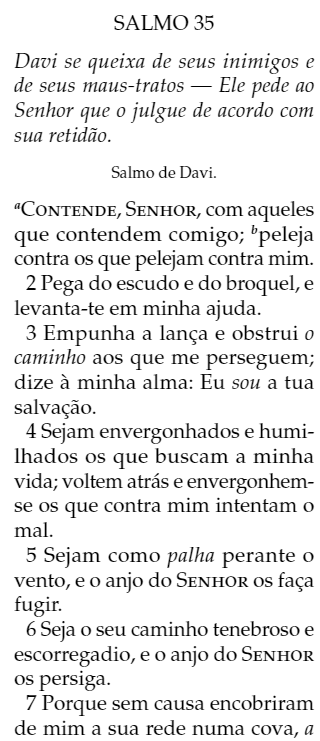 SALMO 35
Davi se queixa de seus inimigos e
de seus maus-tratos — Ele pede ao
Senhor que o julgue de acordo com
sua retidão.
Salmo de Davi.
aContende, Senhor, com aqueles
que contendem comigo; bpeleja
contra os que pelejam contra mim.
2 Pega do escudo e do broquel, e
levanta-te em minha ajuda.
3 Empunha a lança e obstrui o
caminho aos que me perseguem;
dize à minha alma: Eu sou a tua
salvação.
4 Sejam envergonhados e humi-
lhados os que buscam a minha
vida; voltem atrás e envergonhem-
se os que contra mim intentam o
mal.
5 Sejam como palha perante o
vento, e o anjo do Senhor os faça
fugir.
6 Seja o seu caminho tenebroso e
escorregadio, e o anjo do Senhor
os persiga.
7 Porque sem causa encobriram
de mim a sua rede numa cova, a